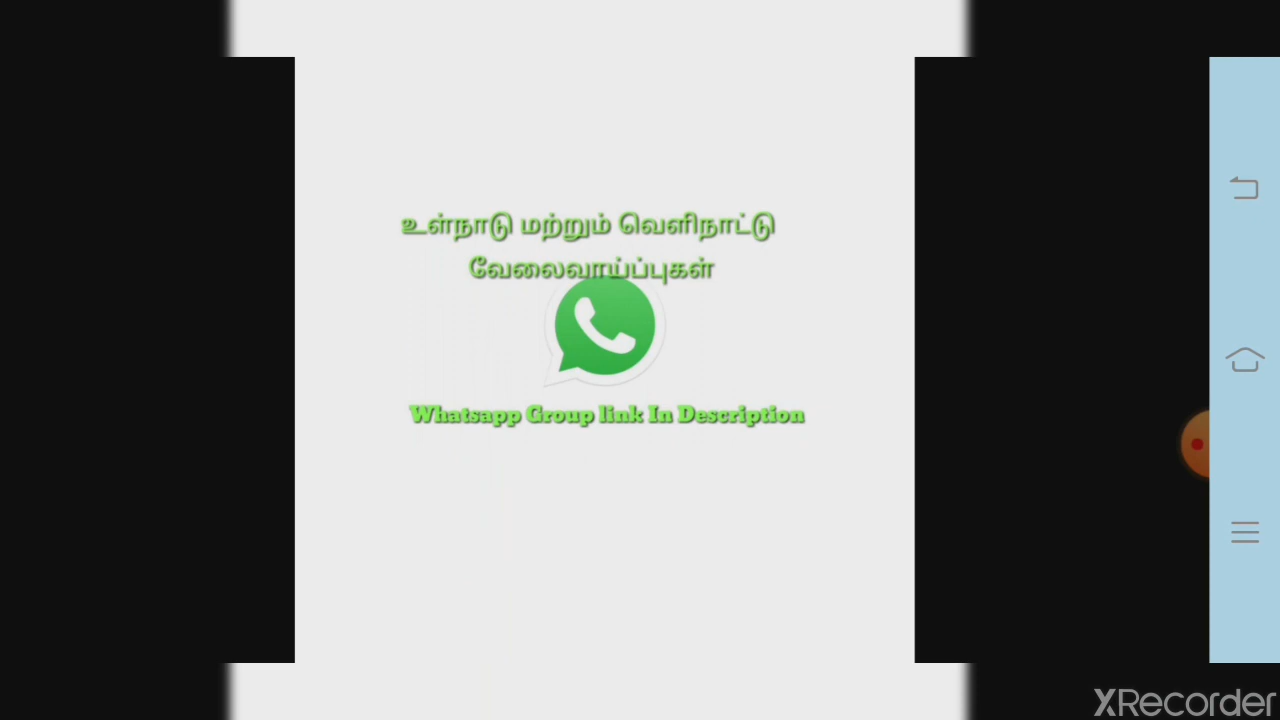 உள்நாடு மற்றும் வெளிநாட்டு
வேலைவாய்ப்புகள்
Whatsapp Group link In Description
XRecorder